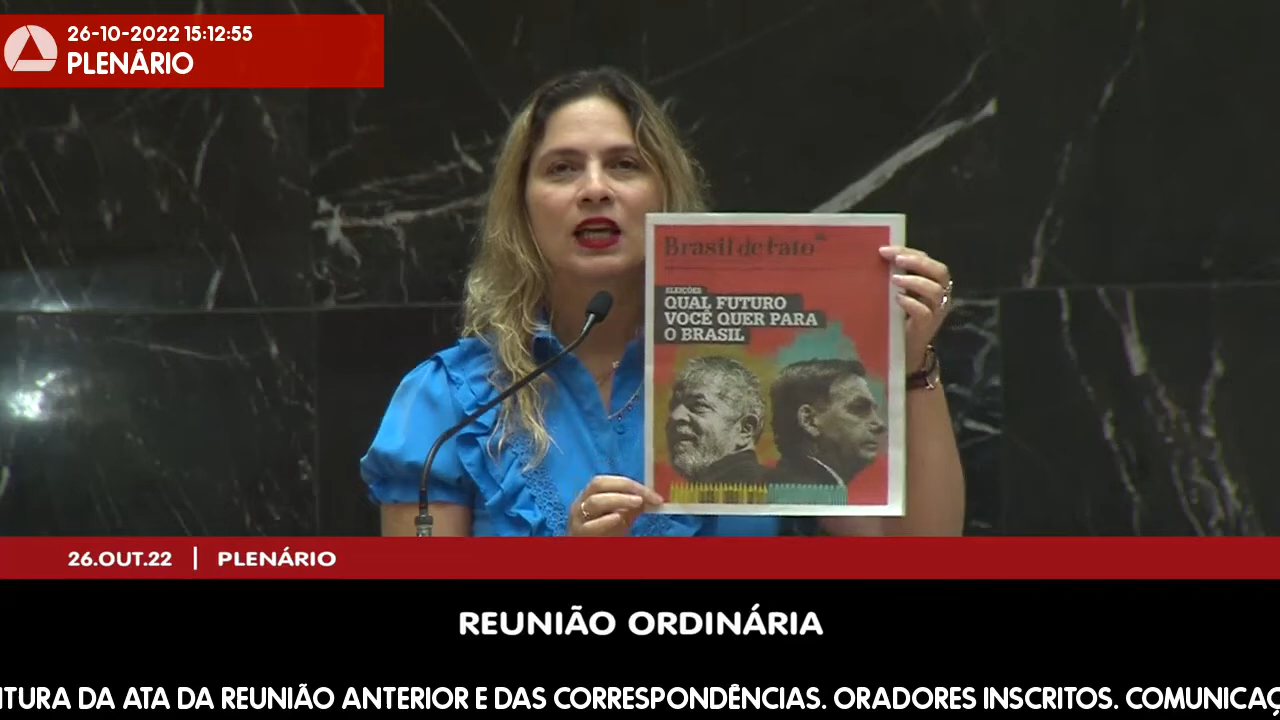 26-10-2022 15:12:55
PLENÁRIO
Brasil de Fato
ELEIÇÕES
QUAL FUTURO
VOCÊ QUER PARA
O BRASIL
26.OUT.22 | PLENÁRIO
REUNIÃO ORDINÁRIA
ITURA DA ATA DA REUNIÃO ANTERIOR E DAS CORRESPONDÊNCIAS. ORADORES INSCRITOS. COMUNICAÇ